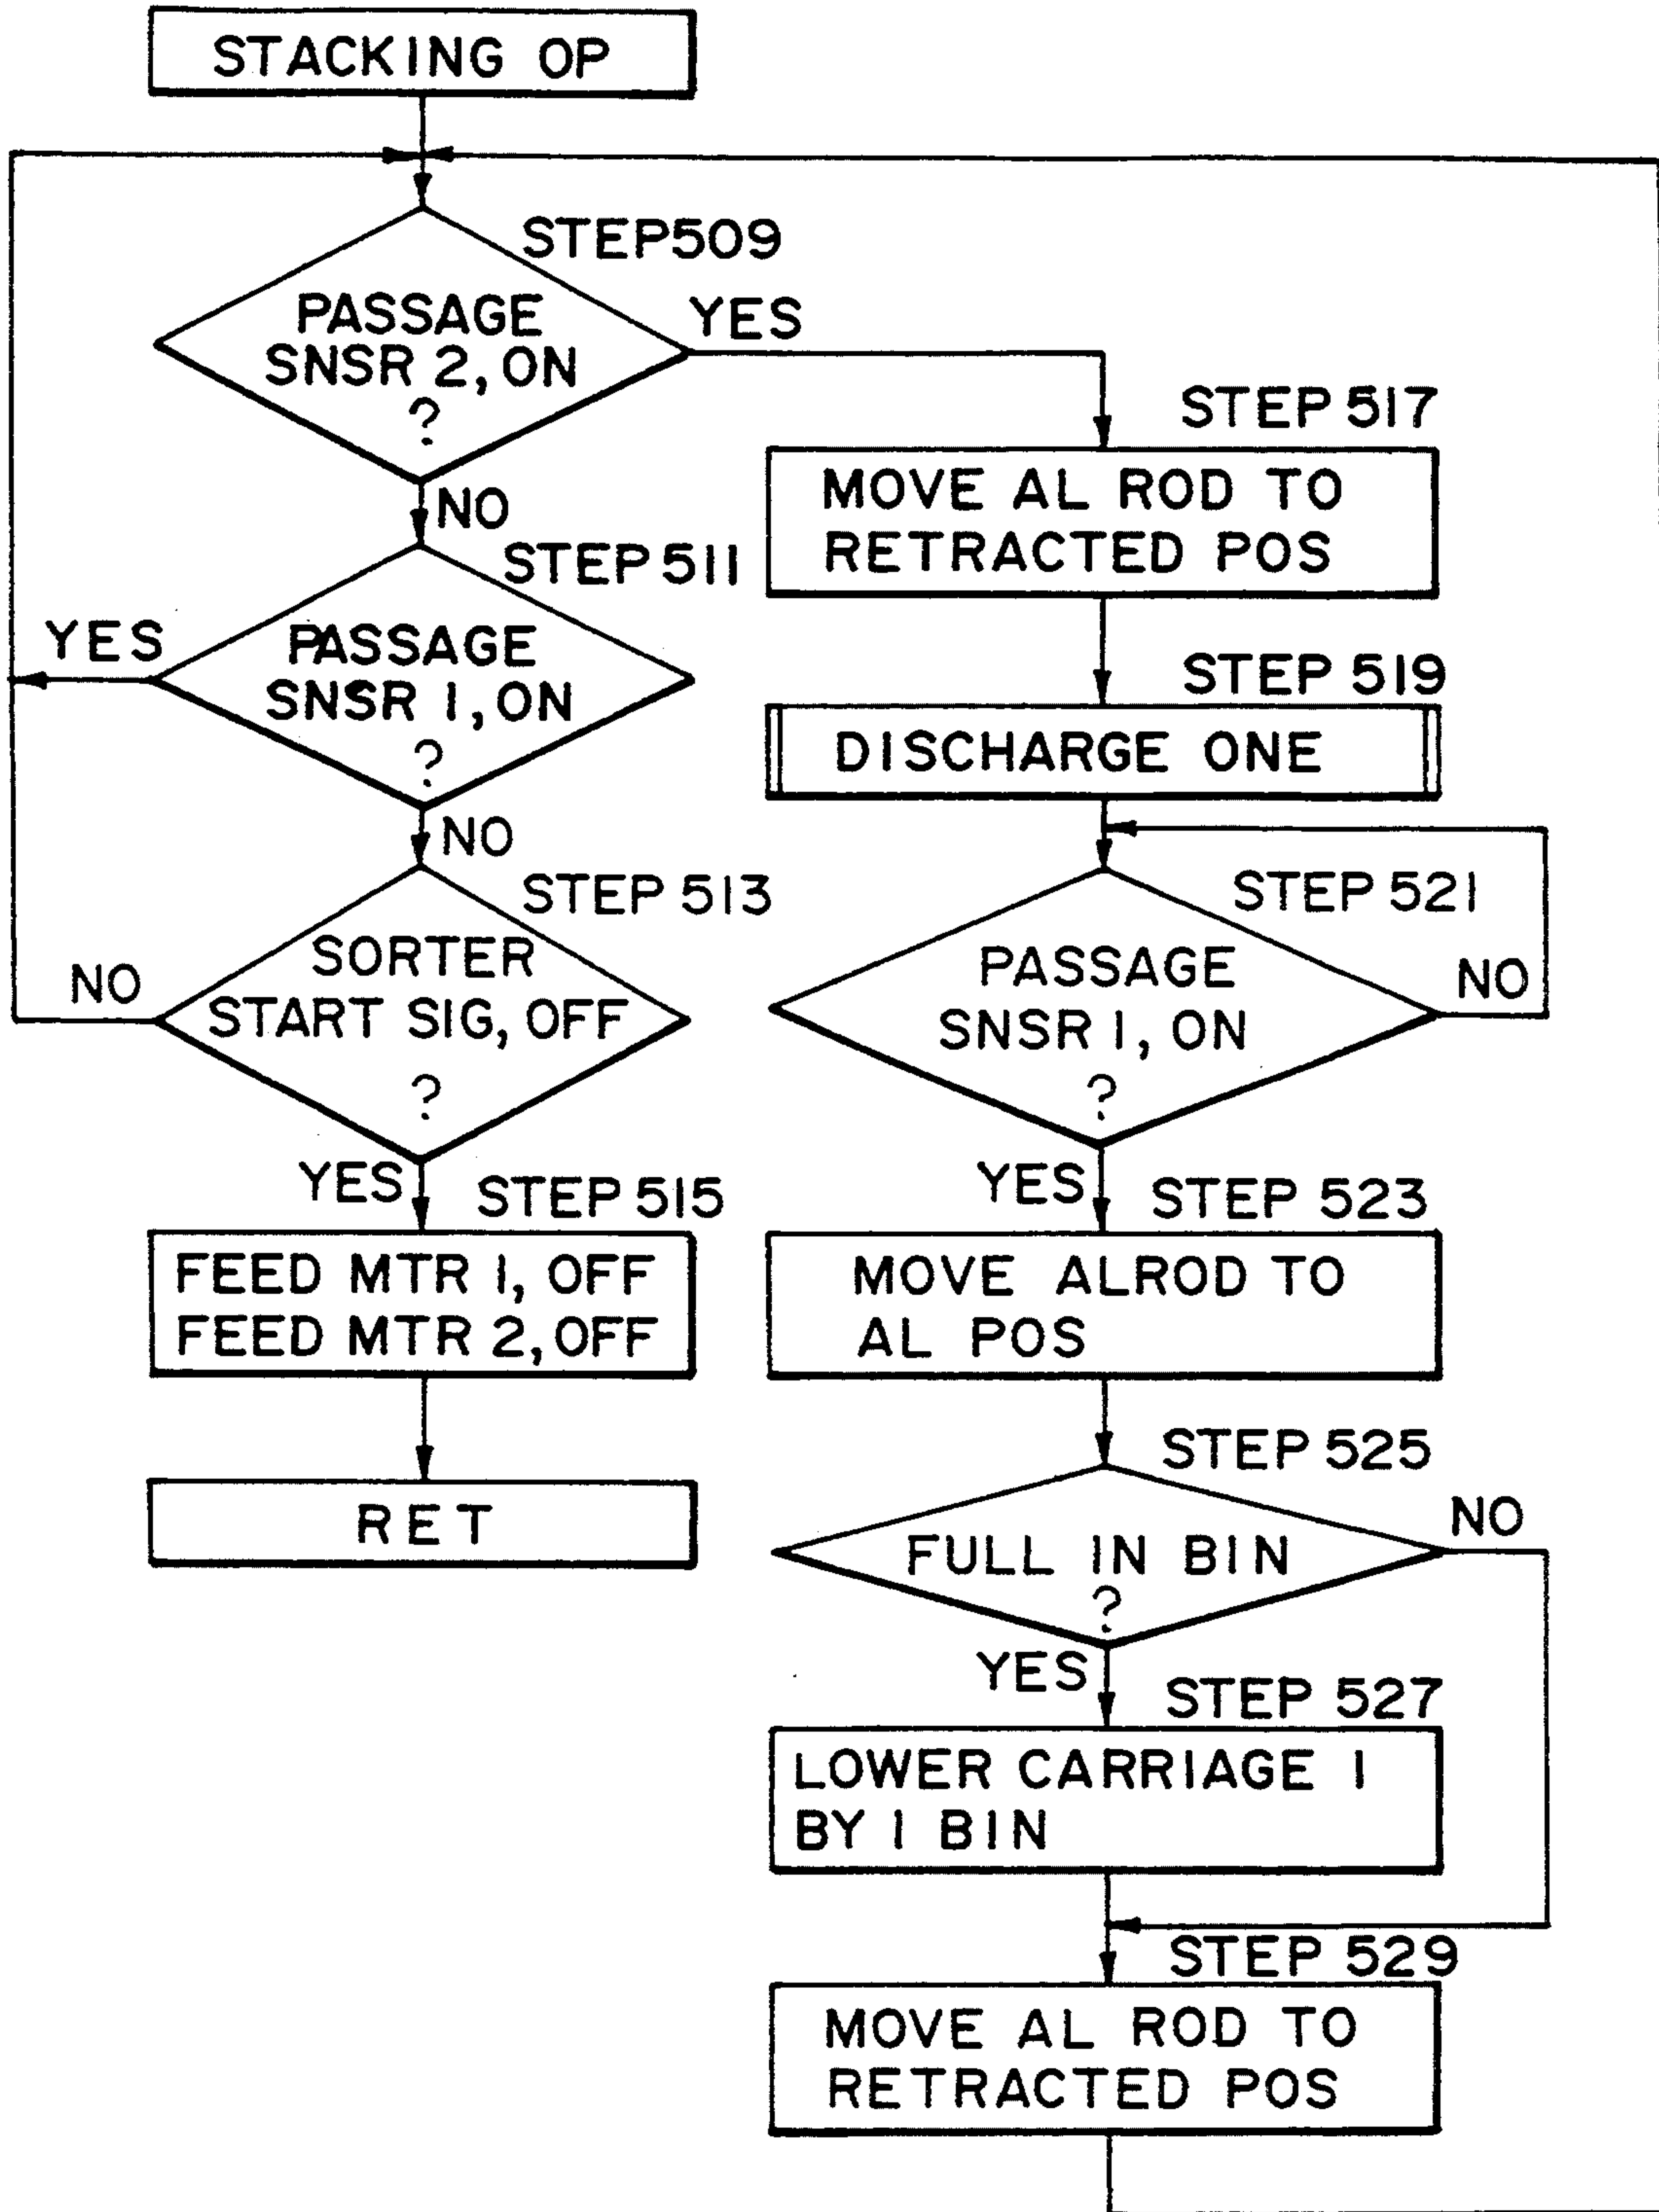 STACKING OP
STEP509
PASSAGE
SNSR 2, ON
?
YES
NO
STEP 511
PASSAGE
SNSR 1, ON
?
YES
NO
STEP 513
SORTER
START SIG, OFF
?
NO
YES
STEP 515
FEED MTR 1, OFF
FEED MTR 2, OFF
RET
STEP 517
MOVE AL ROD TO
RETRACTED POS
STEP 519
DISCHARGE ONE
STEP 521
PASSAGE
SNSR 1, ON
?
NO
YES
STEP 523
MOVE ALROD TO
AL POS
STEP 525
FULL IN BIN
?
NO
YES
STEP 527
LOWER CARRIAGE 1
BY 1 BIN
STEP 529
MOVE AL ROD TO
RETRACTED POS